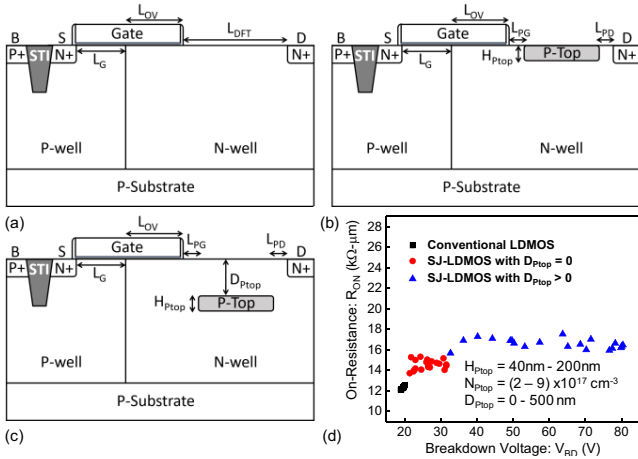 L_OV
Gate
L_DFT
B S D
P+ STI N+ L_G N+
P-well N-well
P-Substrate
(a)
L_OV
Gate L_PG L_PD
B S D
P+ STI N+ L_G H_Ptop P-Top N+
P-well N-well
P-Substrate
(b)
L_OV
Gate L_PG L_PD
B S D
P+ STI N+ L_G D_Ptop N+
H_Ptop P-Top
P-well N-well
P-Substrate
(c)
On-Resistance: R_ON (kΩ-μm)
28
26
24
22
20
18
16
14
12
10
Conventional LDMOS
SJ-LDMOS with D_Ptop = 0
SJ-LDMOS with D_Ptop > 0
H_Ptop = 40nm - 200nm
N_Ptop = (2 – 9) x10^17 cm^-3
D_Ptop = 0 - 500 nm
20 30 40 50 60 70 80
Breakdown Voltage: V_BD (V)
(d)